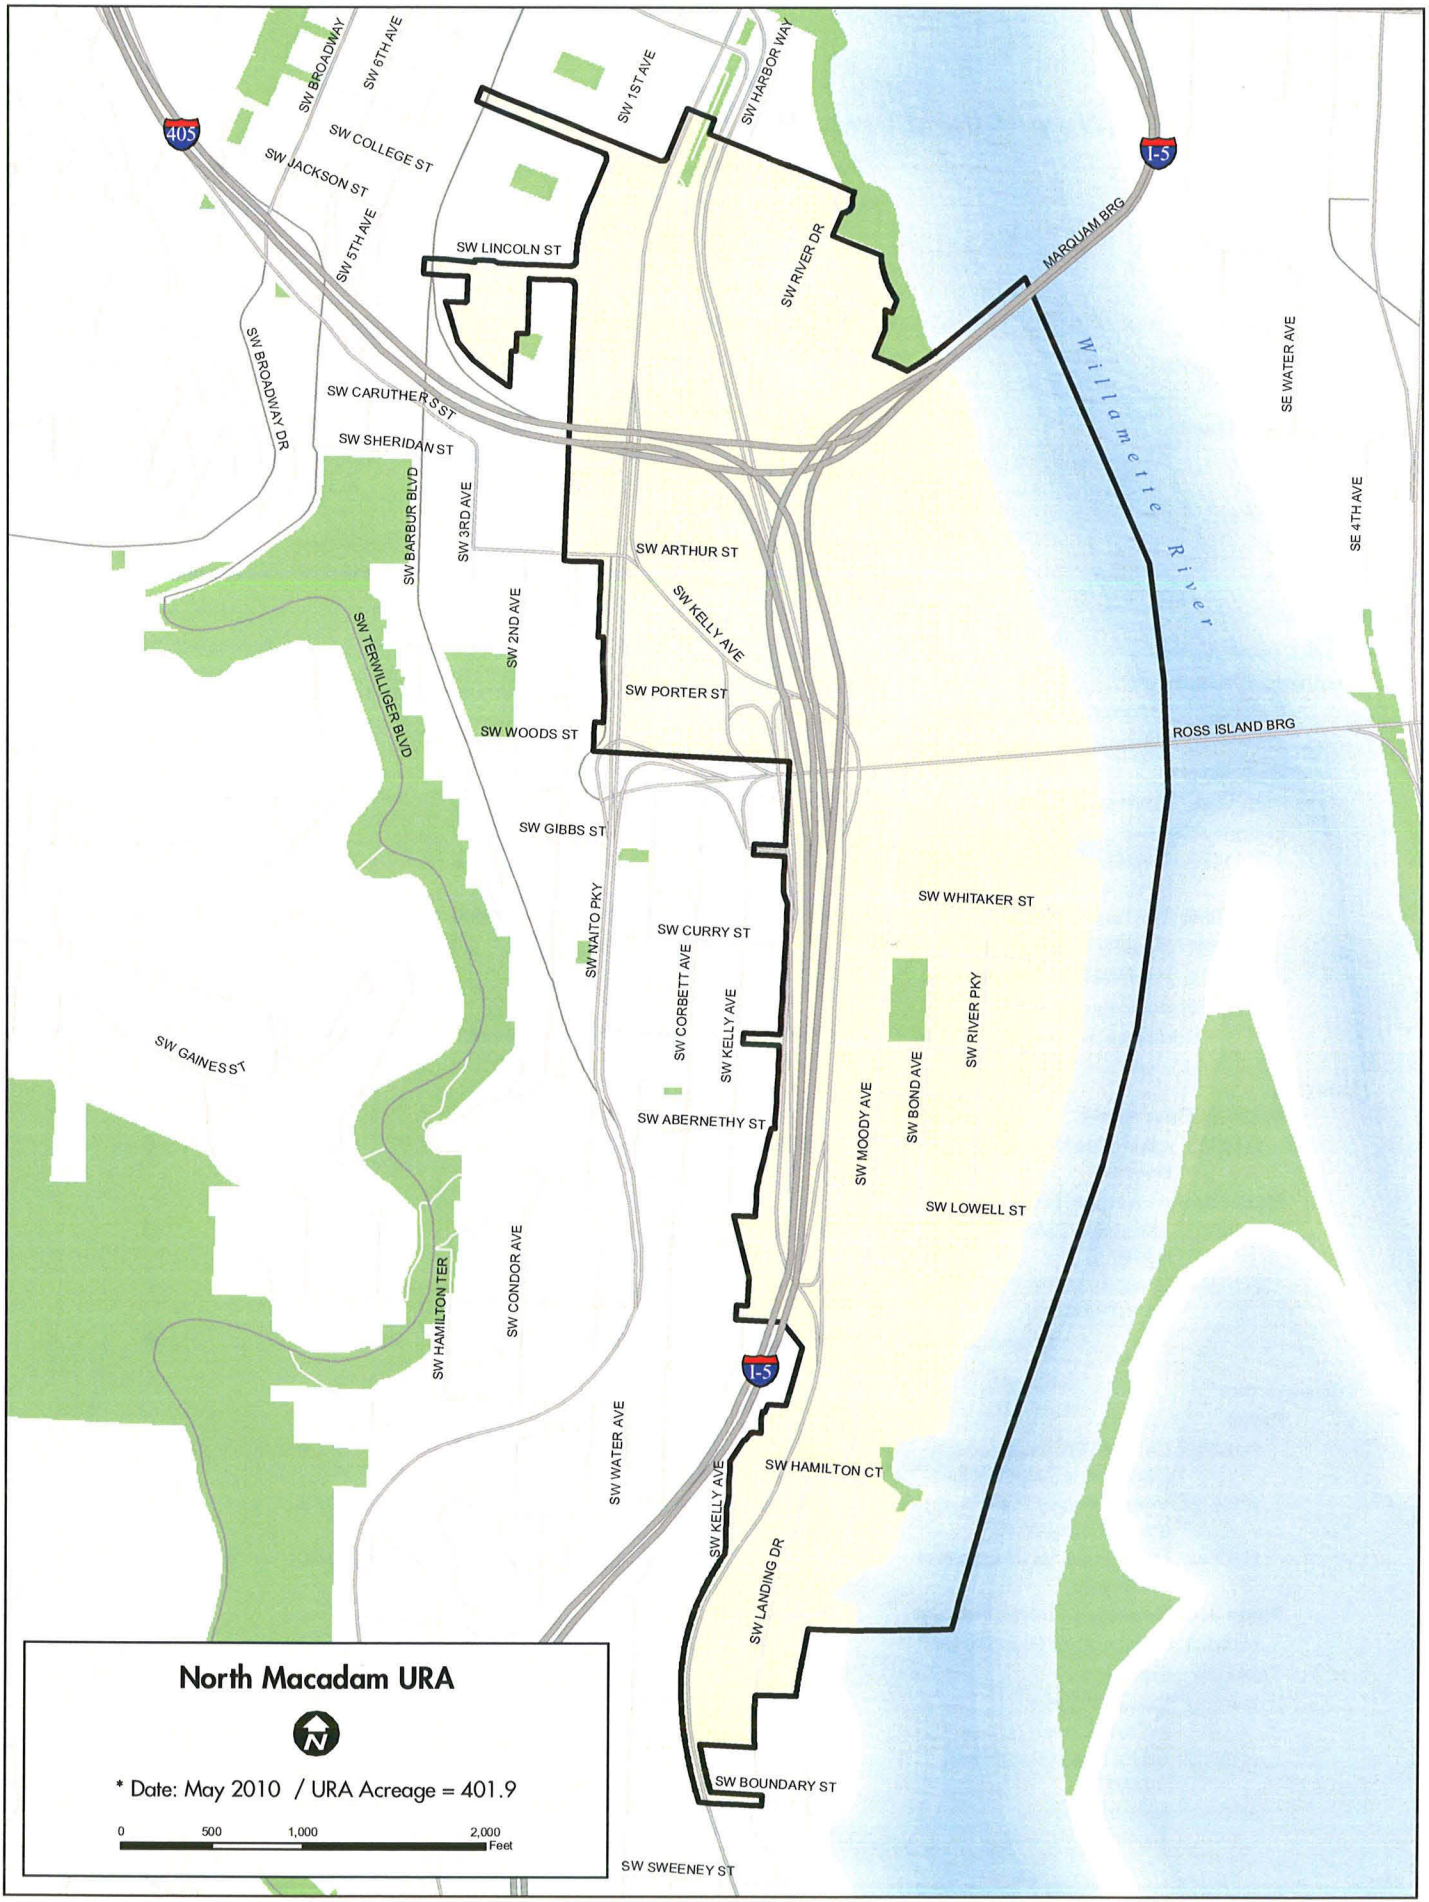 SW BROADWAY
SW 6TH AVE
SW 1ST AVE
SW HARBOR WAY
405
I-5
SW COLLEGE ST
SW JACKSON ST
SW 5TH AVE
SW LINCOLN ST
SW RIVER DR
MARQUAM BRG
SW BROADWAY DR
Willamette River
SE WATER AVE
SW CARUTHERS ST
SW SHERIDAN ST
SW BARBUR BLVD
SW 3RD AVE
SE 4TH AVE
SW ARTHUR ST
SW 2ND AVE
SW KELLY AVE
SW TERWILLIGER BLVD
SW PORTER ST
SW WOODS ST
ROSS ISLAND BRG
SW GIBBS ST
SW NAITO PKY
SW WHITAKER ST
SW CURRY ST
SW CORBETT AVE
SW KELLY AVE
SW RIVER PKY
SW GAINES ST
SW BOND AVE
SW MOODY AVE
SW ABERNETHY ST
SW LOWELL ST
SW HAMILTON TER
SW CONDOR AVE
I-5
SW WATER AVE
SW KELLY AVE
SW HAMILTON CT
SW LANDING DR
SW BOUNDARY ST
SW SWEENEY ST
North Macadam URA
N
* Date: May 2010 / URA Acreage = 401.9
0 500 1,000 2,000
Feet